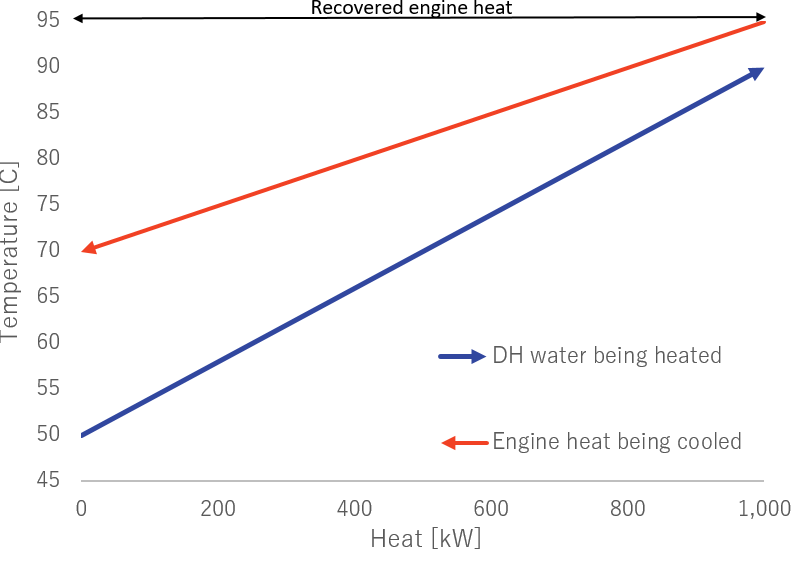 Recovered engine heat
95
90
85
80
75
70
65
60
55
50
45
Temperature [C]
DH water being heated
Engine heat being cooled
0 200 400 600 800 1,000
Heat [kW]